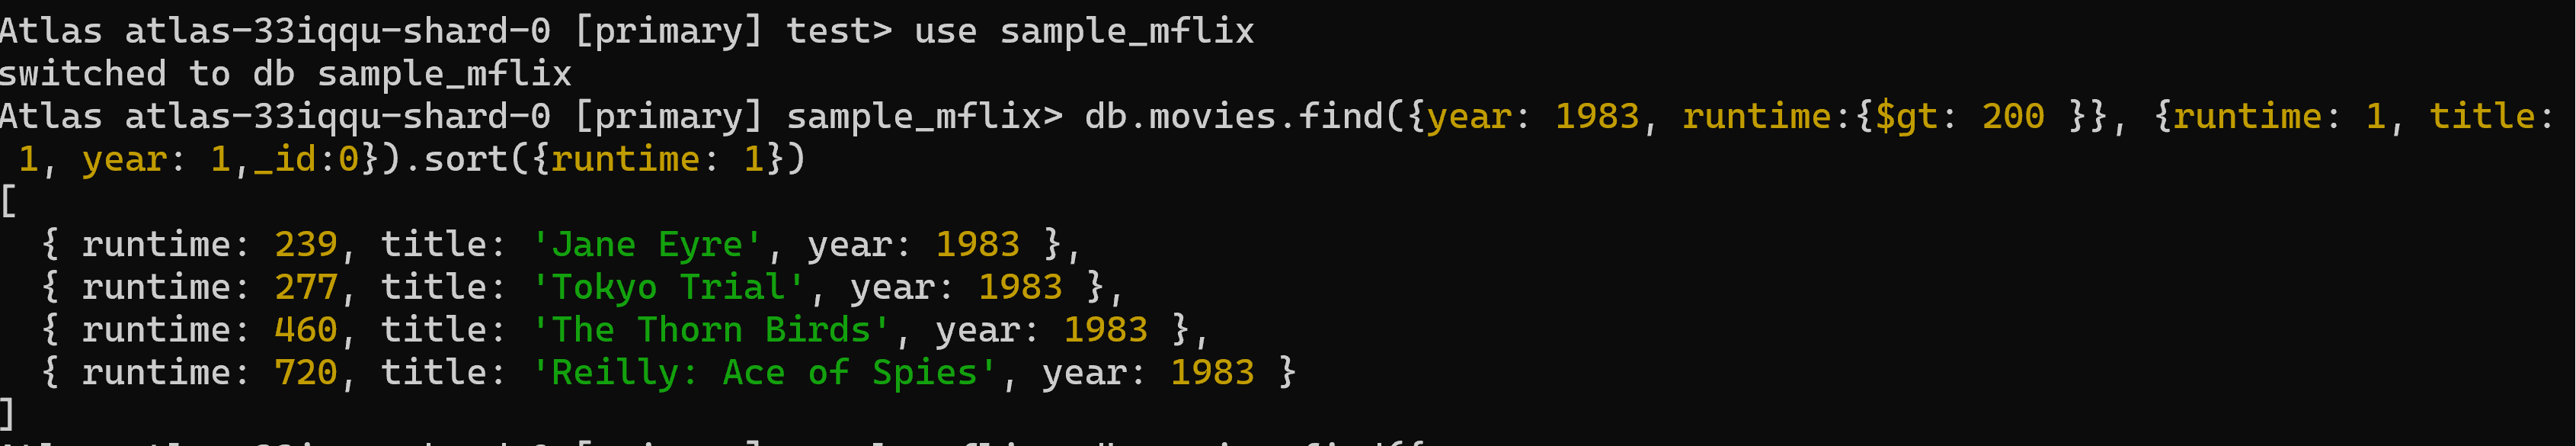 Atlas atlas-33iqqu-shard-0 [primary] test> use sample_mflix
switched to db sample_mflix
Atlas atlas-33iqqu-shard-0 [primary] sample_mflix> db.movies.find({year: 1983, runtime:{$gt: 200 }}, {runtime: 1, title:
 1, year: 1,_id:0}).sort({runtime: 1})
[
  { runtime: 239, title: 'Jane Eyre', year: 1983 },
  { runtime: 277, title: 'Tokyo Trial', year: 1983 },
  { runtime: 460, title: 'The Thorn Birds', year: 1983 },
  { runtime: 720, title: 'Reilly: Ace of Spies', year: 1983 }
]